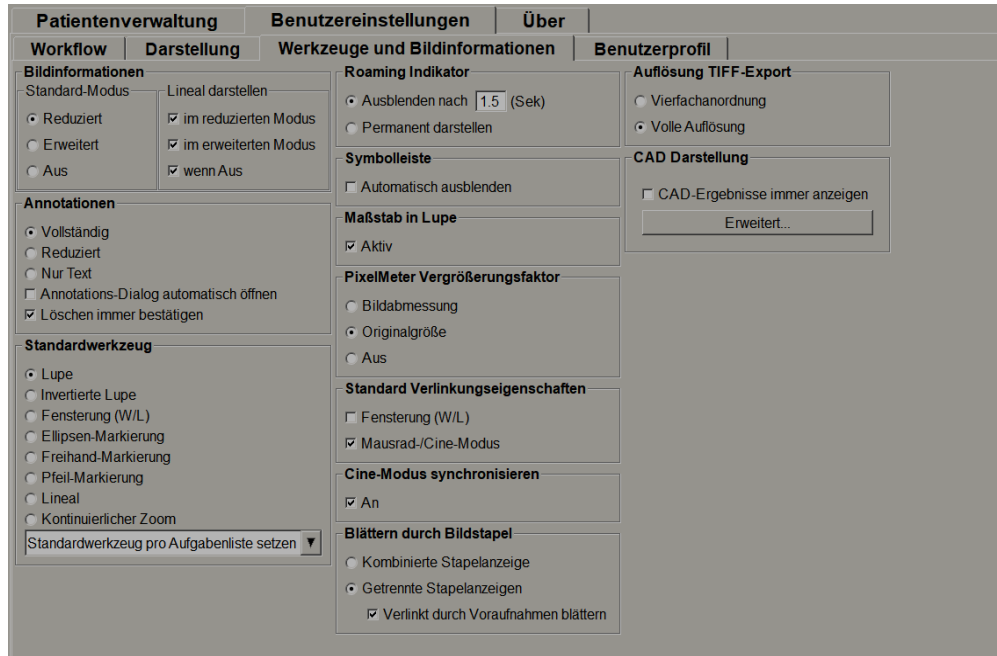 Patientenverwaltung
Benutzereinstellungen
Über
Workflow
Darstellung
Werkzeuge und Bildinformationen
Benutzerprofil
Bildinformationen
Standard-Modus
Reduziert
Erweitert
Aus
Lineal darstellen
im reduzierten Modus
im erweiterten Modus
wenn Aus
Annotationen
Vollständig
Reduziert
Nur Text
Annotations-Dialog automatisch öffnen
Löschen immer bestätigen
Standardwerkzeug
Lupe
Invertierte Lupe
Fensterung (W/L)
Ellipsen-Markierung
Freihand-Markierung
Pfeil-Markierung
Lineal
Kontinuierlicher Zoom
Standardwerkzeug pro Aufgabenliste setzen
Roaming Indikator
Ausblenden nach 1.5 (Sek)
Permanent darstellen
Symbolleiste
Automatisch ausblenden
Maßstab in Lupe
Aktiv
PixelMeter Vergrößerungsfaktor
Bildabmessung
Originalgröße
Aus
Standard Verlinkungseigenschaften
Fensterung (W/L)
Mausrad-/Cine-Modus
Cine-Modus synchronisieren
An
Blättern durch Bildstapel
Kombinierte Stapelanzeige
Getrennte Stapelanzeigen
Verlinkt durch Voraufnahmen blättern
Auflösung TIFF-Export
Vierfachanordnung
Volle Auflösung
CAD Darstellung
CAD-Ergebnisse immer anzeigen
Erweitert...